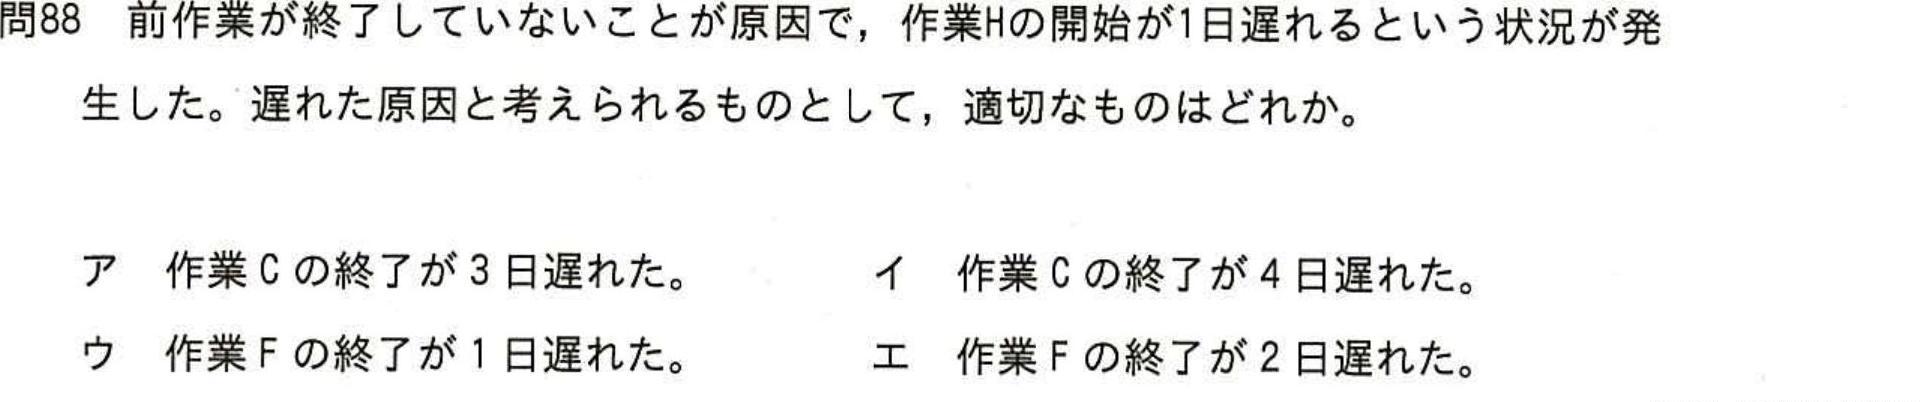 問88 前作業が終了していないことが原因で，作業Hの開始が1日遅れるという状況が発
生した。遅れた原因と考えられるものとして，適切なものはどれか。
ア 作業Cの終了が3日遅れた。 イ 作業Cの終了が4日遅れた。
ウ 作業Fの終了が1日遅れた。 エ 作業Fの終了が2日遅れた。